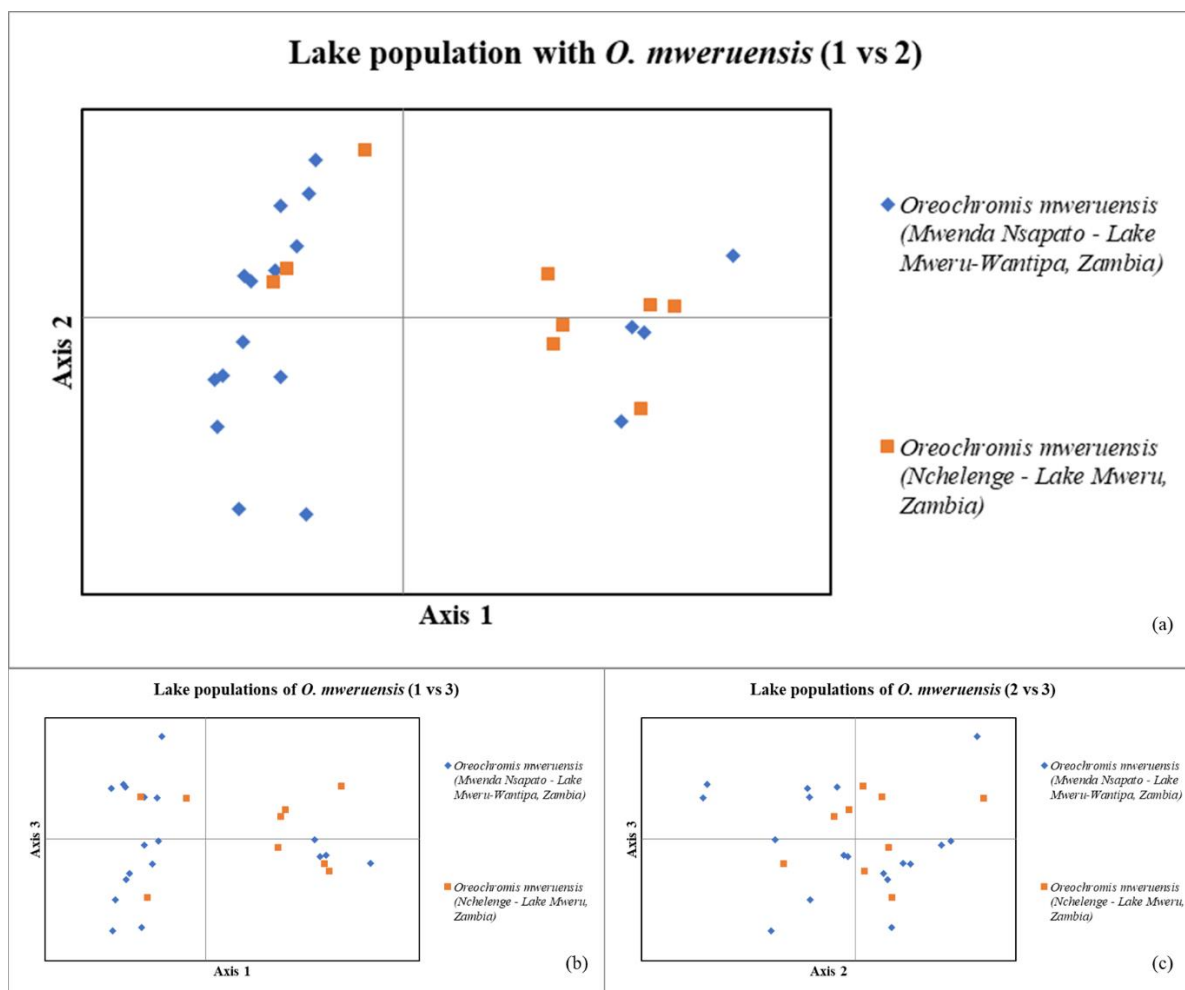 Lake population with O. mweruensis (1 vs 2)
Axis 2
Oreochromis mweruensis
(Mwenda Nsapato - Lake
Mweru-Wantipa, Zambia)
Oreochromis mweruensis
(Nchelenge - Lake Mweru,
Zambia)
Axis 1
(a)
Lake populations of O. mweruensis (1 vs 3)
Axis 3
Oreochromis mweruensis
(Mwenda Nsapato - Lake
Mweru-Wantipa, Zambia)
Oreochromis mweruensis
(Nchelenge - Lake Mweru,
Zambia)
Axis 1
(b)
Lake populations of O. mweruensis (2 vs 3)
Axis 3
Oreochromis mweruensis
(Mwenda Nsapato - Lake
Mweru-Wantipa, Zambia)
Oreochromis mweruensis
(Nchelenge - Lake Mweru,
Zambia)
Axis 2
(c)